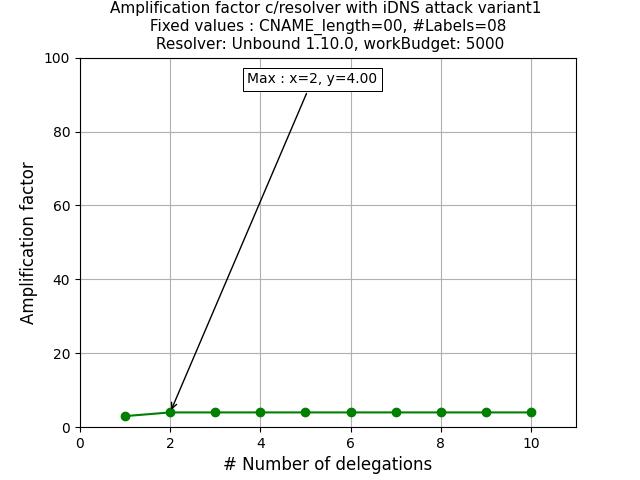 Amplification factor c/resolver with iDNS attack variant1
Fixed values : CNAME_length=00, #Labels=08
Resolver: Unbound 1.10.0, workBudget: 5000
Max : x=2, y=4.00
100
80
60
40
20
0
Amplification factor
0 2 4 6 8 10
# Number of delegations